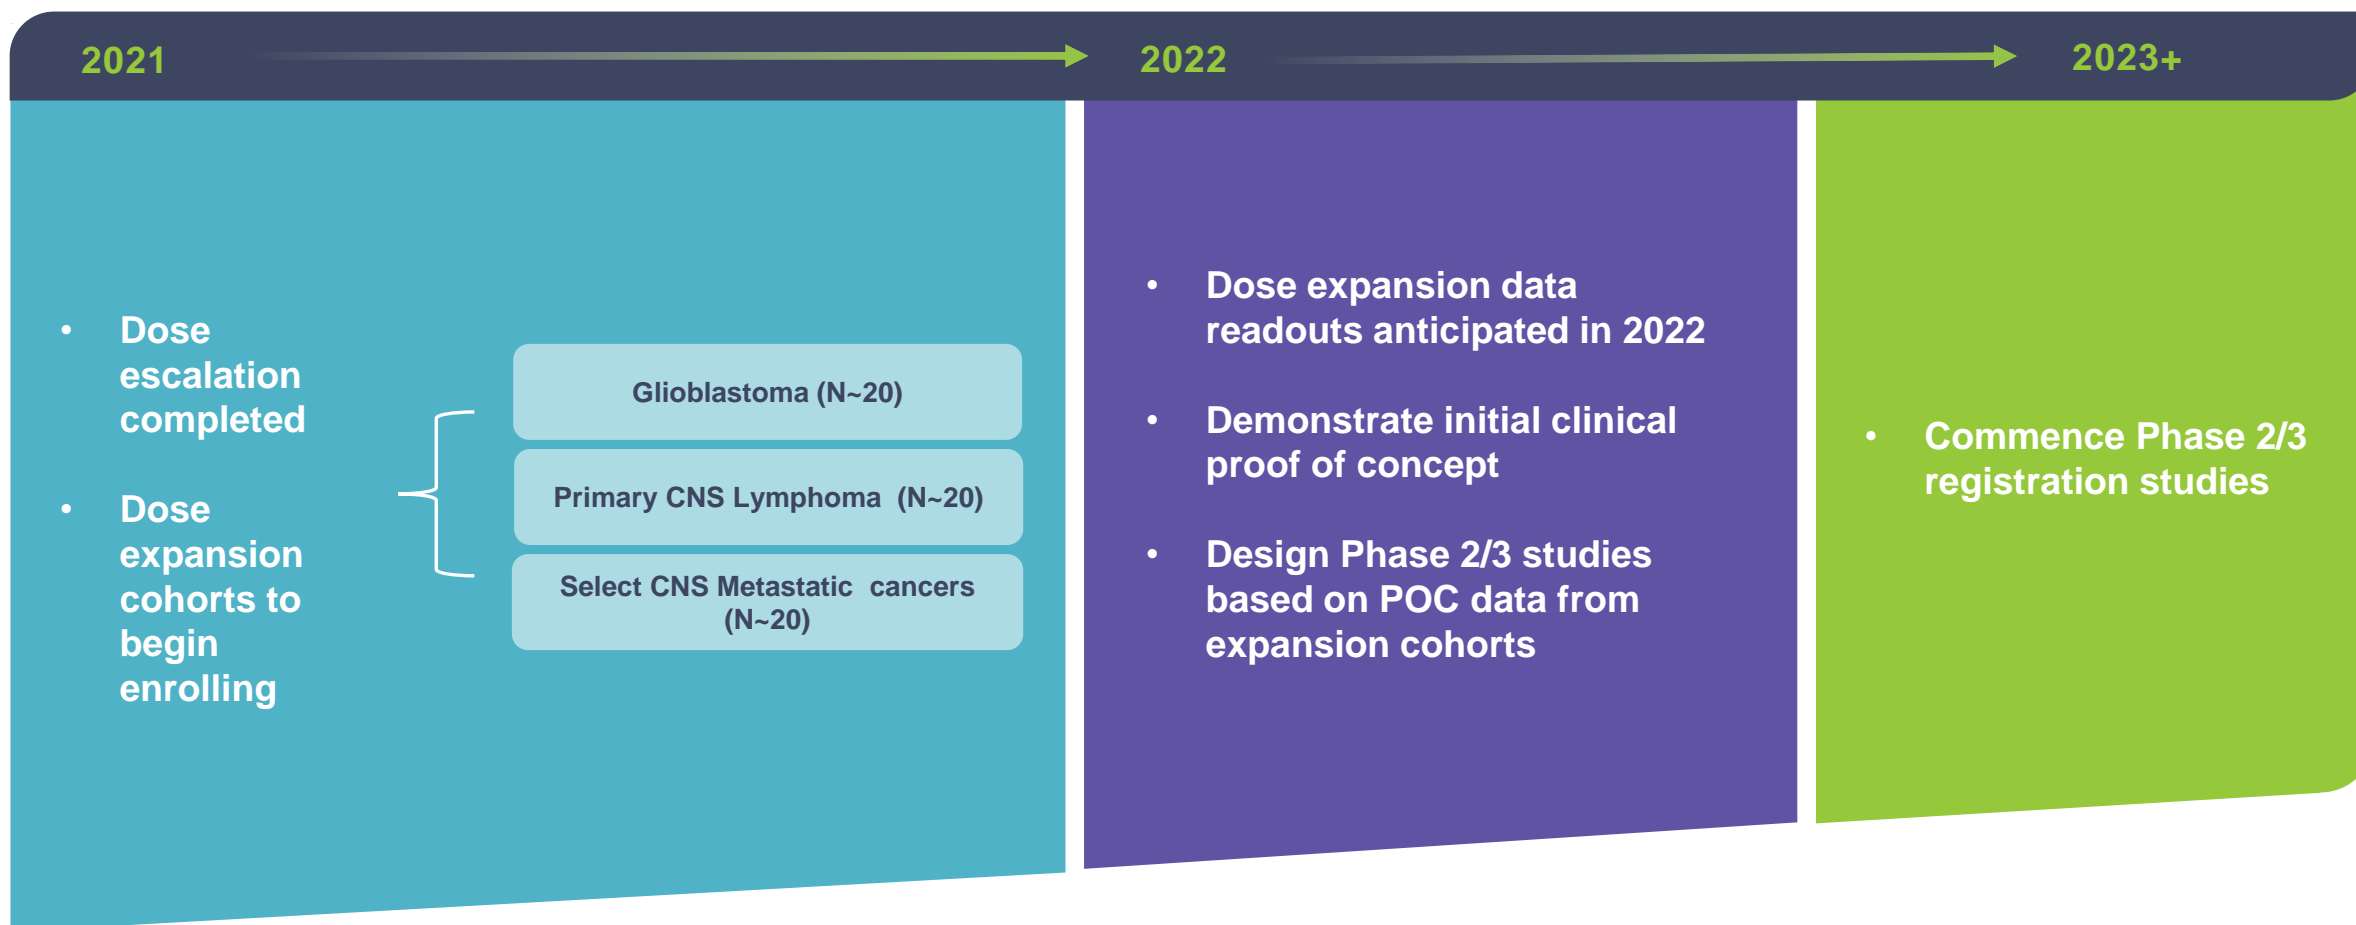 2021
2022
2023+
• Dose
escalation
completed
• Dose
expansion
cohorts to
begin
enrolling
Glioblastoma (N~20)
Primary CNS Lymphoma (N~20)
Select CNS Metastatic cancers
(N~20)
• Dose expansion data
readouts anticipated in 2022
• Demonstrate initial clinical
proof of concept
• Design Phase 2/3 studies
based on POC data from
expansion cohorts
• Commence Phase 2/3
registration studies